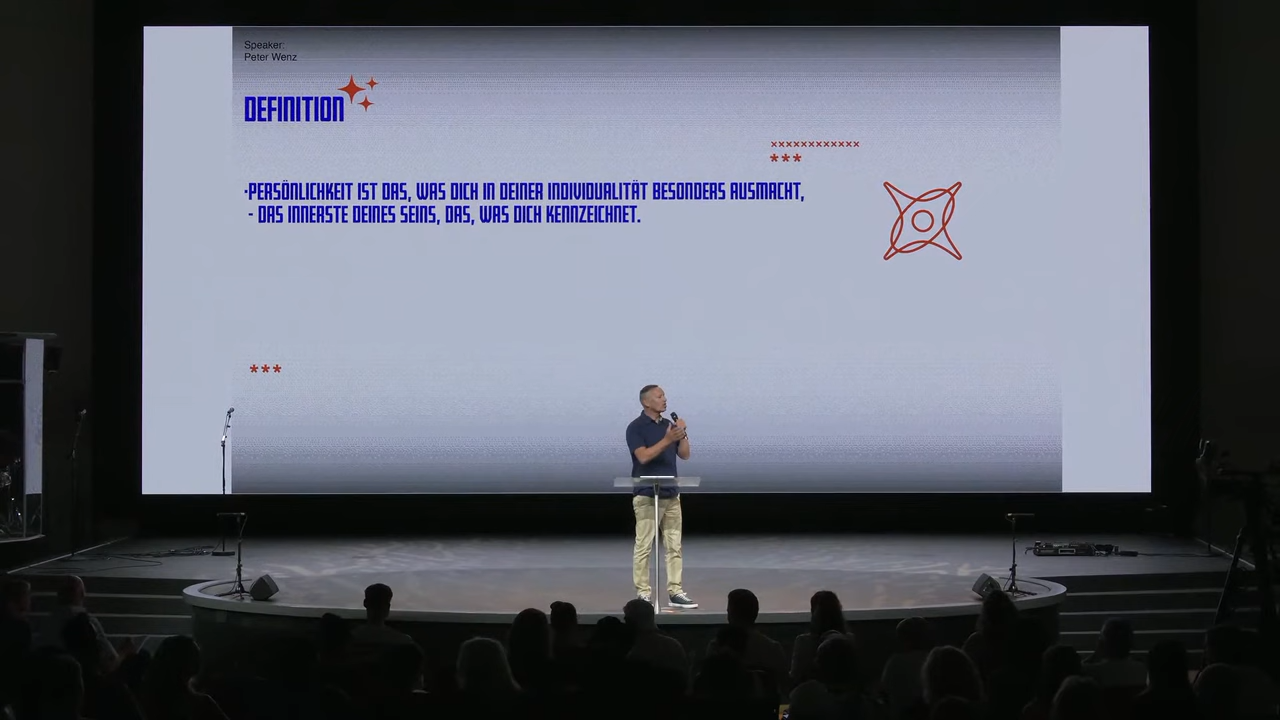 Speaker:
Peter Wenz
DEFINITION
xxxxxxxxxxxx
***
·PERSÖNLICHKEIT IST DAS, WAS DICH IN DEINER INDIVIDUALITÄT BESONDERS AUSMACHT,
- DAS INNERSTE DEINES SEINS, DAS, WAS DICH KENNZEICHNET.
***